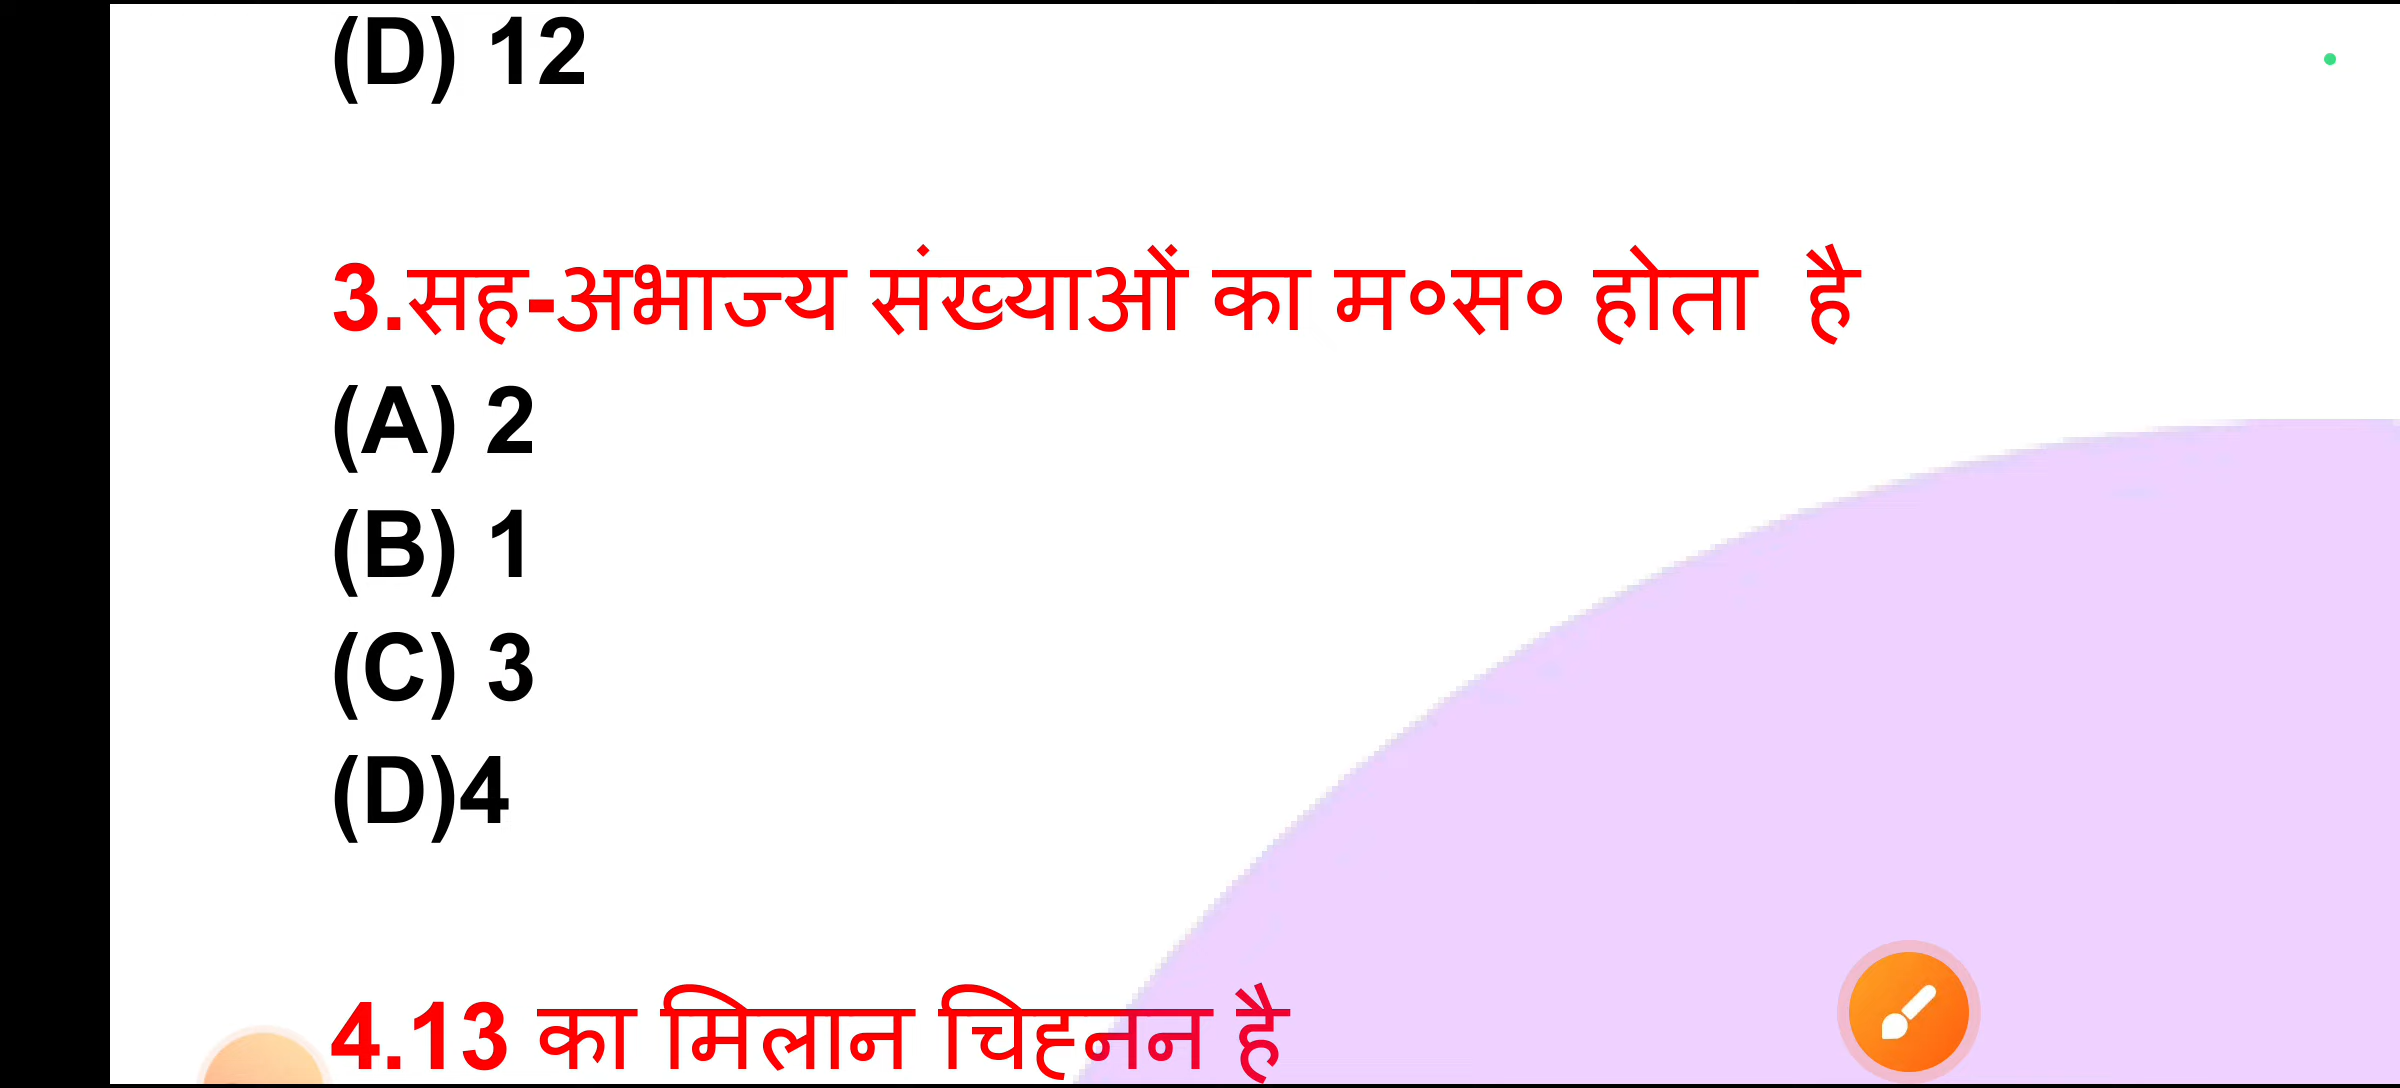 (D) 12
3.सह-अभाज्य संख्याओं का म०स० होता  है
(A) 2
(B) 1
(C) 3
(D)4
4.13 का मिलान चिह्नन है